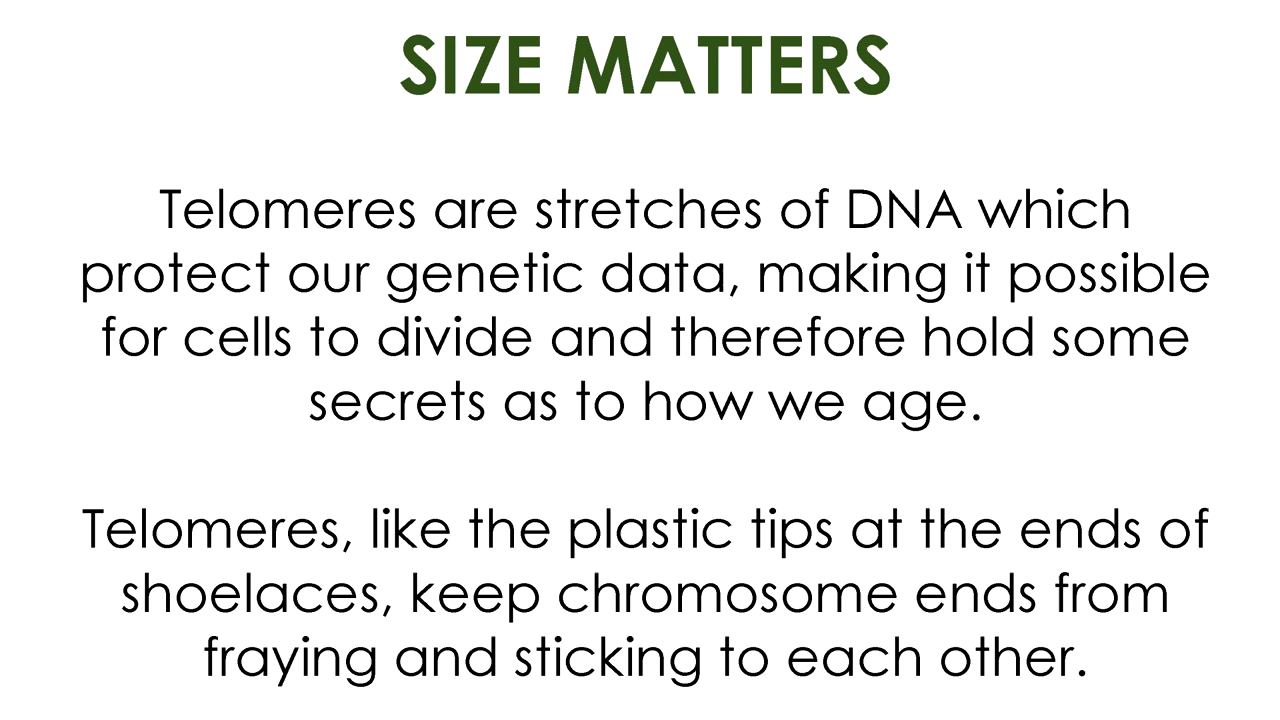 SIZE MATTERS
Telomeres are stretches of DNA which
protect our genetic data, making it possible
for cells to divide and therefore hold some
secrets as to how we age.
Telomeres, like the plastic tips at the ends of
shoelaces, keep chromosome ends from
fraying and sticking to each other.